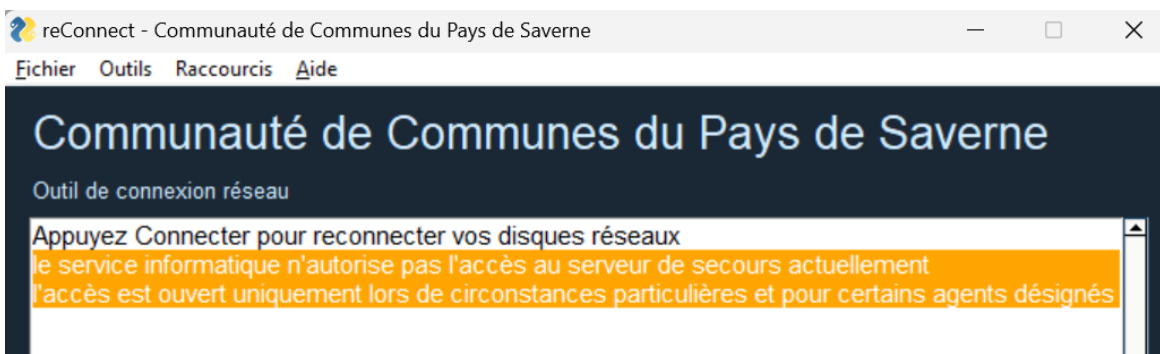 reConnect - Communauté de Communes du Pays de Saverne
Fichier Outils Raccourcis Aide
Communauté de Communes du Pays de Saverne
Outil de connexion réseau
Appuyez Connecter pour reconnecter vos disques réseaux
le service informatique n'autorise pas l'accès au serveur de secours actuellement
l'accès est ouvert uniquement lors de circonstances particulières et pour certains agents désignés